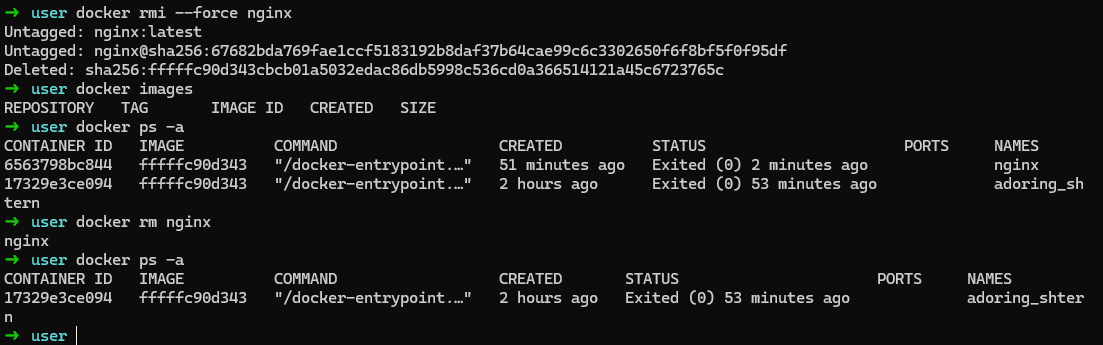 ➜ user docker rmi --force nginx
Untagged: nginx:latest
Untagged: nginx@sha256:67682bda769fae1ccf5183192b8daf37b64cae99c6c3302650f6f8bf5f0f95df
Deleted: sha256:fffffc90d343cbcb01a5032edac86db5998c536cd0a366514121a45c6723765c
➜ user docker images
REPOSITORY   TAG       IMAGE ID   CREATED   SIZE
➜ user docker ps -a
CONTAINER ID   IMAGE          COMMAND                  CREATED          STATUS                      PORTS     NAMES
6563798bc844   fffffc90d343   "/docker-entrypoint.…"   51 minutes ago   Exited (0) 2 minutes ago              nginx
17329e3ce094   fffffc90d343   "/docker-entrypoint.…"   2 hours ago      Exited (0) 53 minutes ago             adoring_sh
tern
➜ user docker rm nginx
nginx
➜ user docker ps -a
CONTAINER ID   IMAGE          COMMAND                  CREATED       STATUS                      PORTS     NAMES
17329e3ce094   fffffc90d343   "/docker-entrypoint.…"   2 hours ago   Exited (0) 53 minutes ago             adoring_shter
n
➜ user